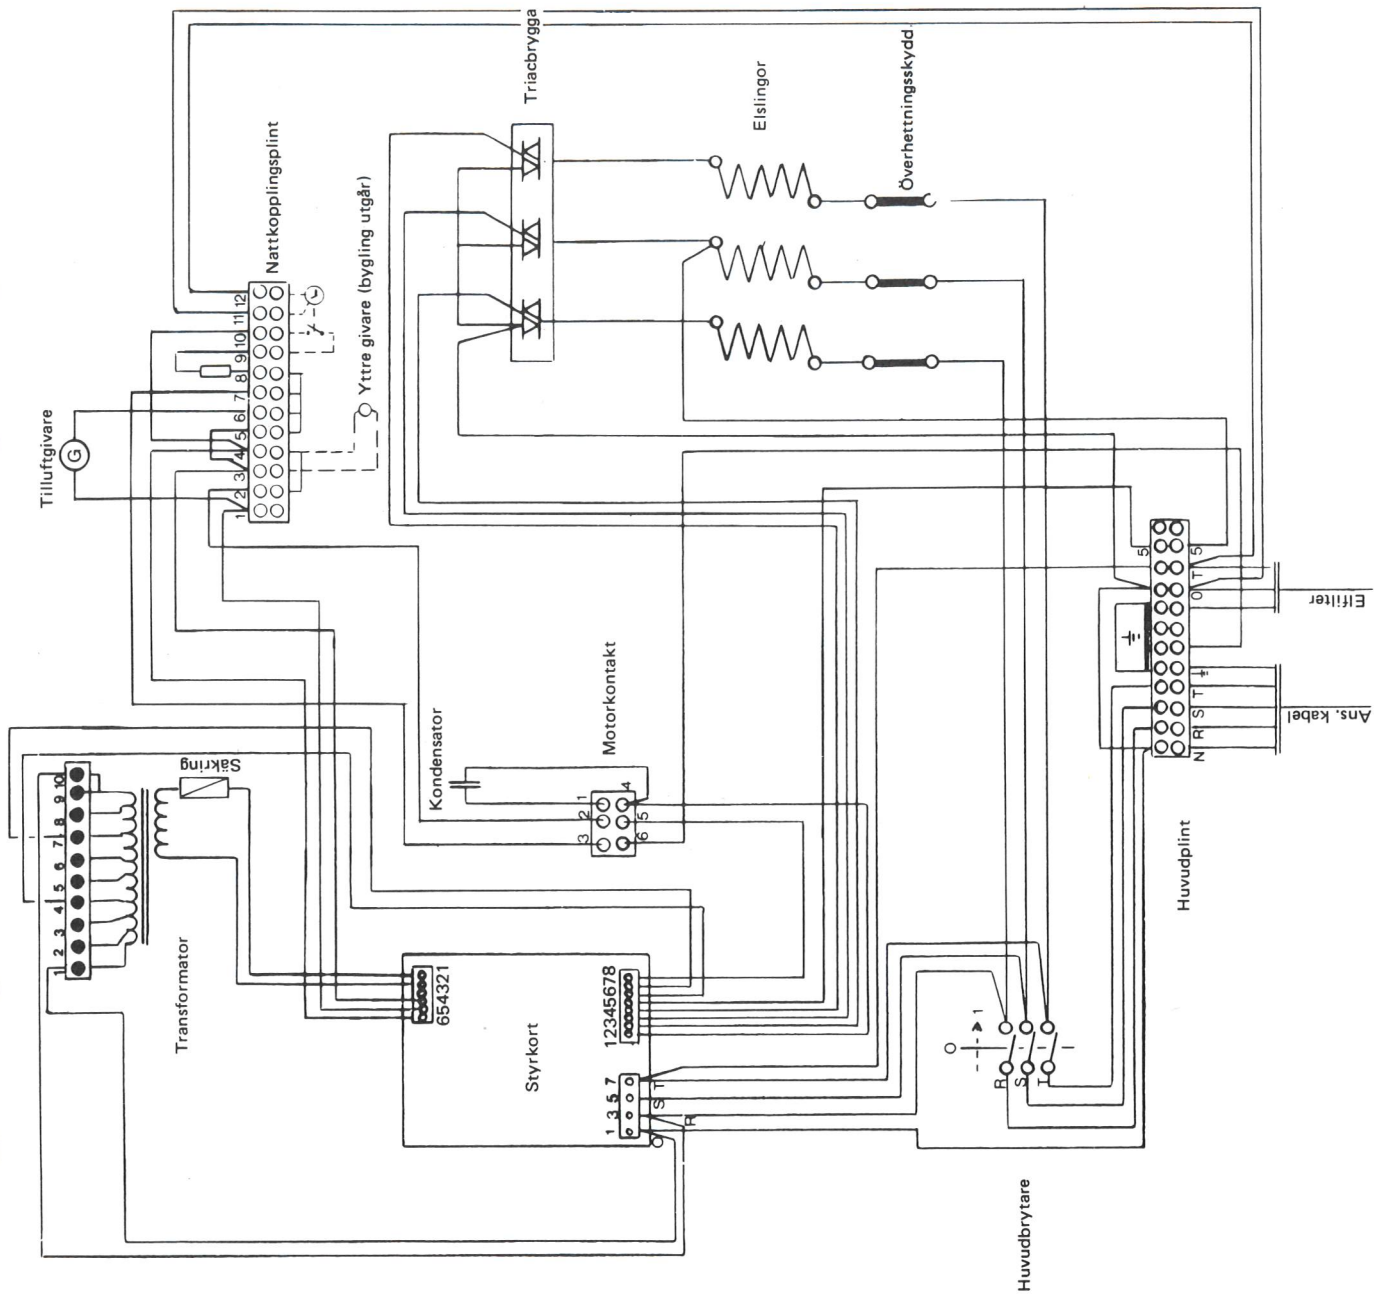 Triacbrygga
Nattkopplingsplint
Elslingor
Överhettningsskydd
Yttre givare (bygling utgår)
Tilluftgivare
G
1 2 3 4 5 6 7 8 9 10 11 12
Säkring
1 2 3 4 5 6 7 8 9 10
Transformator
Kondensator
Motorkontakt
1 2 3
4 5 6
654321
Styrkort
12345678
1 3 5 7
O R S T
Huvudbrytare
O 1
R S T
Huvudplint
5
N R S T O T 5
Ans. kabel
Elfilter